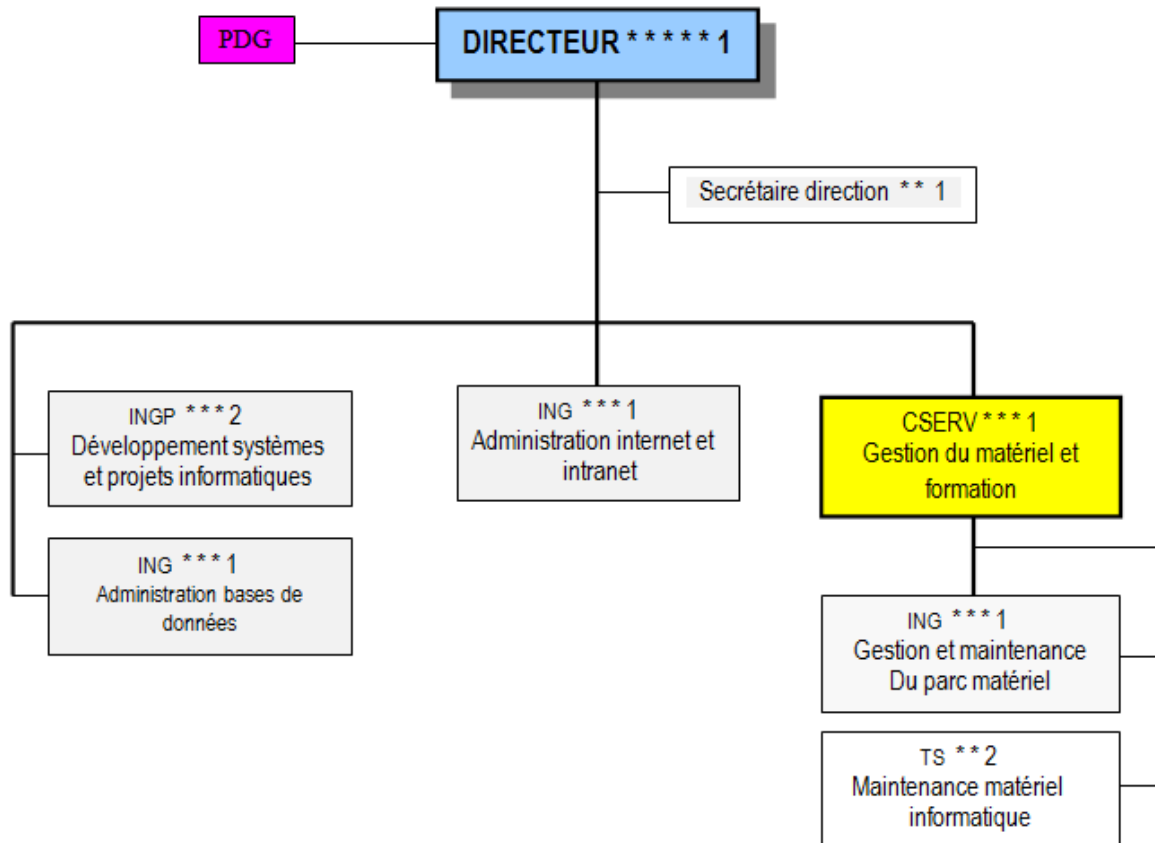 PDG
DIRECTEUR * * * * * 1
Secrétaire direction ** 1
INGP * * * 2
Développement systèmes
et projets informatiques
ING * * * 1
Administration internet et
intranet
CSERV * * * 1
Gestion du matériel et
formation
ING * * * 1
Administration bases de
données
ING * * * 1
Gestion et maintenance
Du parc matériel
TS * * 2
Maintenance matériel
informatique